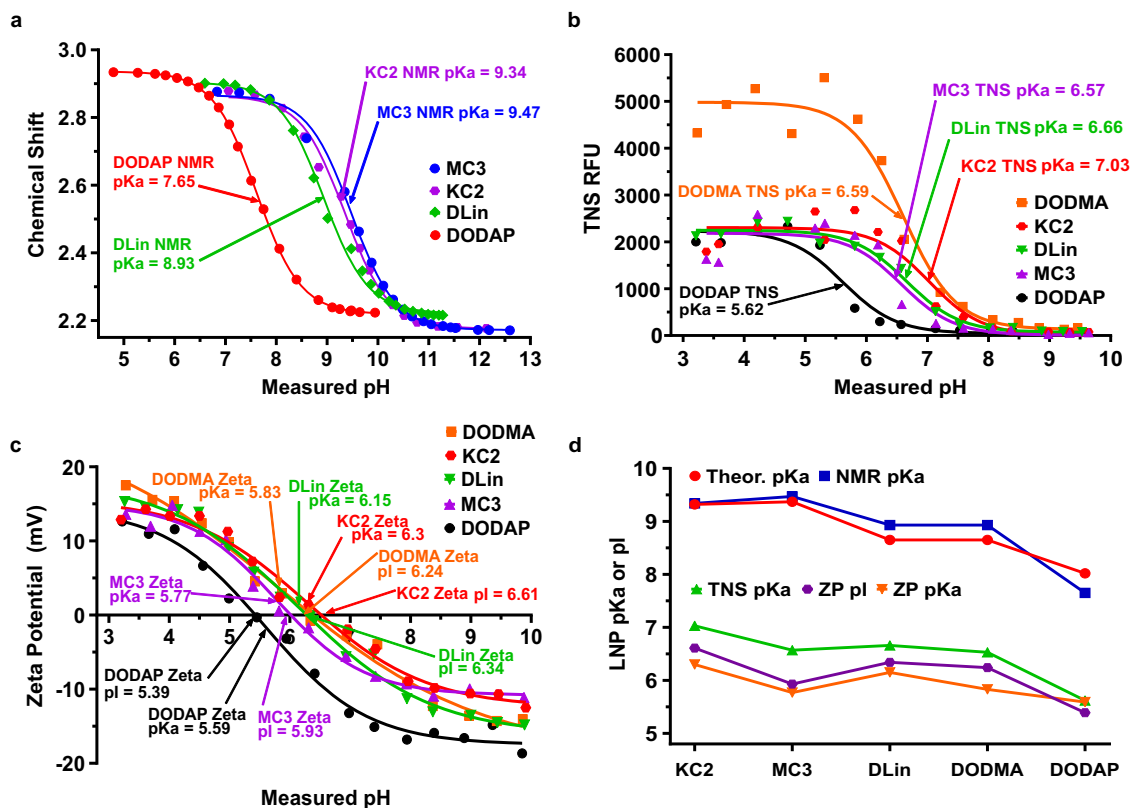 a
3.0
2.8
2.6
2.4
2.2
Chemical Shift
5 6 7 8 9 10 11 12 13
Measured pH
KC2 NMR pKa = 9.34
MC3 NMR pKa = 9.47
DODAP NMR
pKa = 7.65
DLin NMR
pKa = 8.93
MC3
KC2
DLin
DODAP
b
6000
5000
4000
3000
2000
1000
0
TNS RFU
3 4 5 6 7 8 9 10
Measured pH
MC3 TNS pKa = 6.57
DLin TNS pKa = 6.66
KC2 TNS pKa = 7.03
DODMA TNS pKa = 6.59
DODAP TNS
pKa = 5.62
DODMA
KC2
DLin
MC3
DODAP
c
20
10
0
-10
-20
Zeta Potential (mV)
3 4 5 6 7 8 9 10
Measured pH
DODMA
KC2
DLin
MC3
DODAP
DODMA Zeta
pKa = 5.83
DLin Zeta
pKa = 6.15
KC2 Zeta
pKa = 6.3
DODMA Zeta
pI = 6.24
KC2 Zeta pI = 6.61
MC3 Zeta
pKa = 5.77
DODAP Zeta
pI = 5.39
DODAP Zeta
pKa = 5.59
MC3 Zeta
pI = 5.93
DLin Zeta
pI = 6.34
d
10
9
8
7
6
5
LNP pKa or pI
Theor. pKa NMR pKa
TNS pKa ZP pI ZP pKa
KC2 MC3 DLin DODMA DODAP